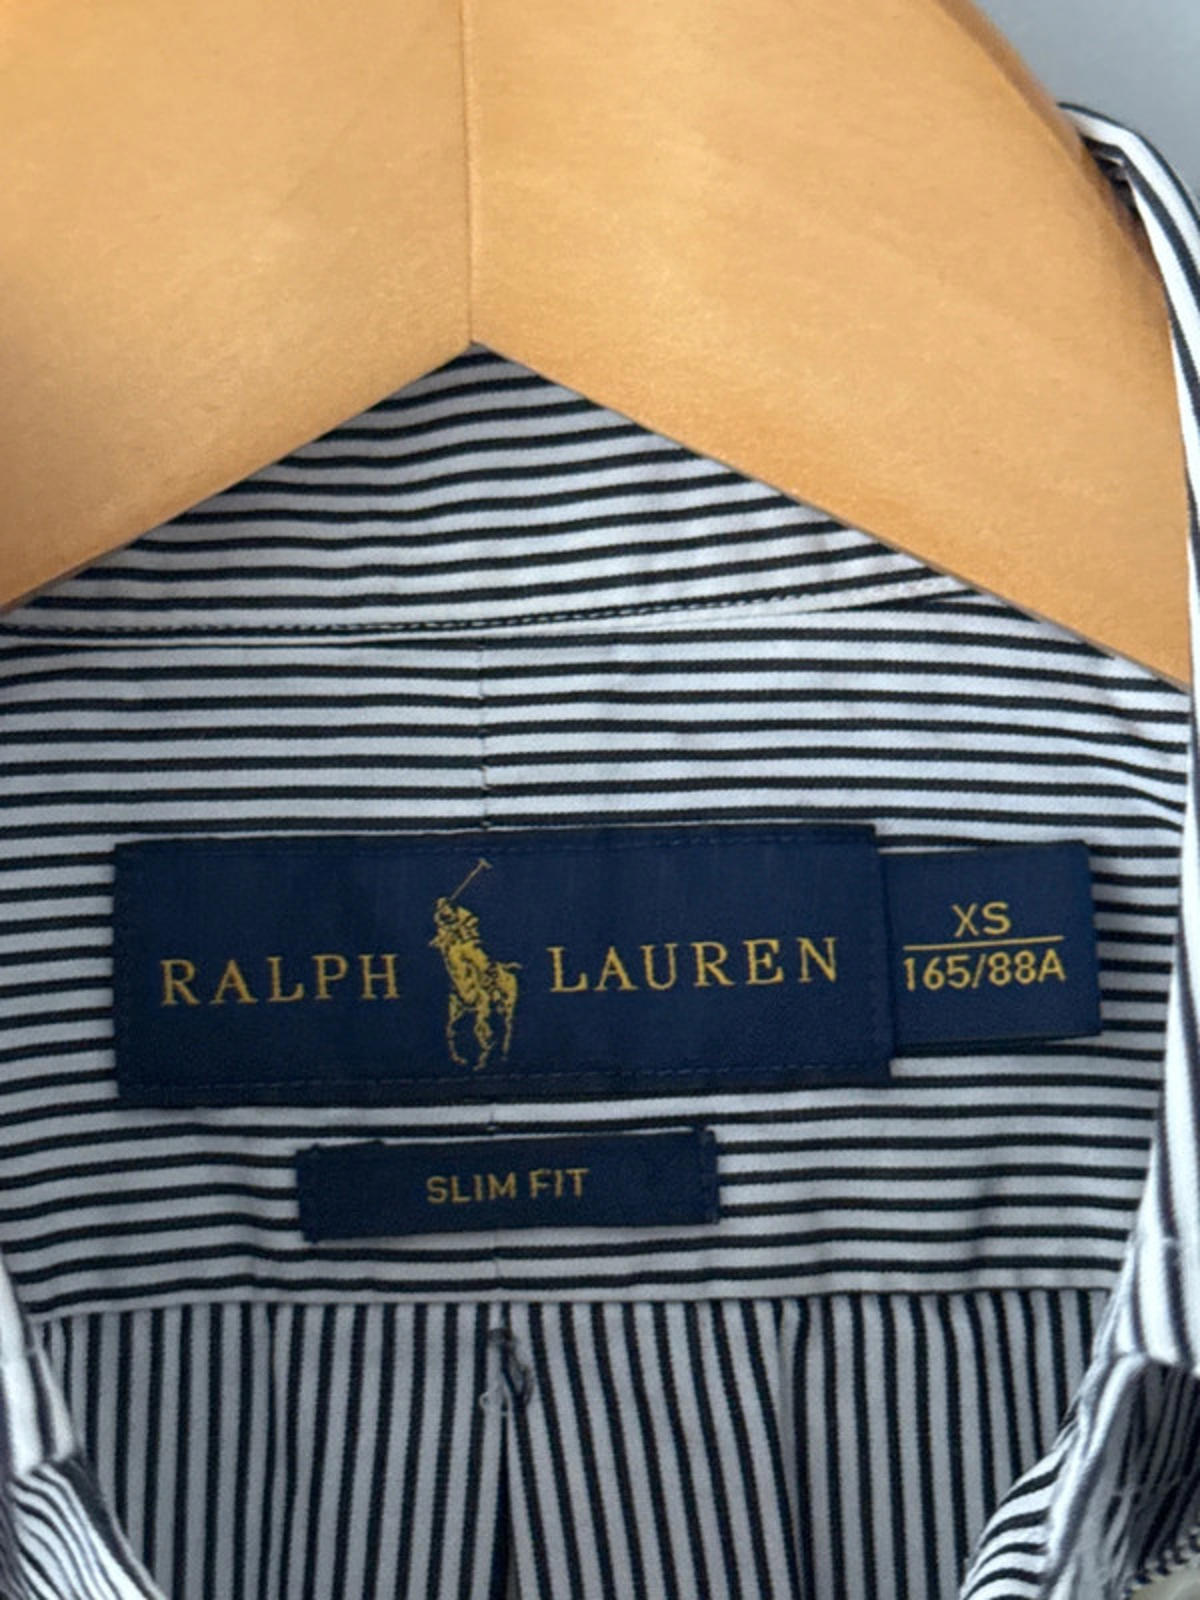 RALPH LAUREN
XS
165/88A
SLIM FIT